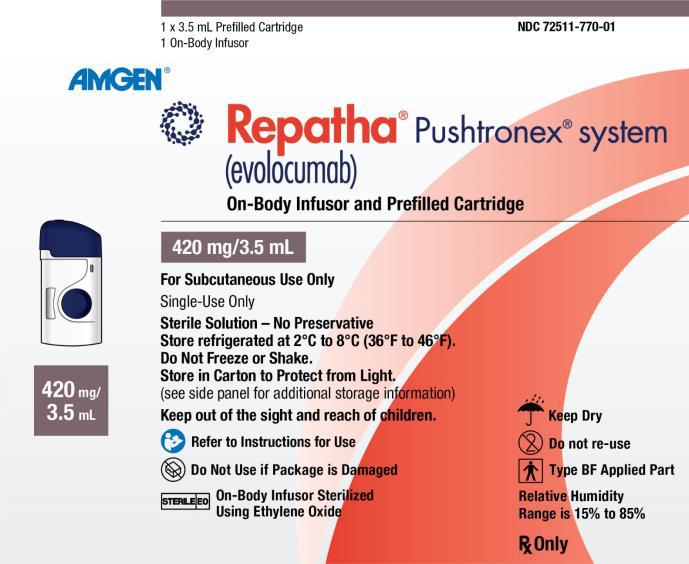 1 x 3.5 mL Prefilled Cartridge
1 On-Body Infusor
NDC 72511-770-01
AMGEN®
Repatha® Pushtronex® system
(evolocumab)
On-Body Infusor and Prefilled Cartridge
420 mg/3.5 mL
For Subcutaneous Use Only
Single-Use Only
Sterile Solution – No Preservative
Store refrigerated at 2°C to 8°C (36°F to 46°F).
Do Not Freeze or Shake.
Store in Carton to Protect from Light.
(see side panel for additional storage information)
Keep out of the sight and reach of children.
420 mg/
3.5 mL
Refer to Instructions for Use
Do Not Use if Package is Damaged
STERILE EO
On-Body Infusor Sterilized
Using Ethylene Oxide
Keep Dry
2
Do not re-use
Type BF Applied Part
Relative Humidity
Range is 15% to 85%
Rx Only